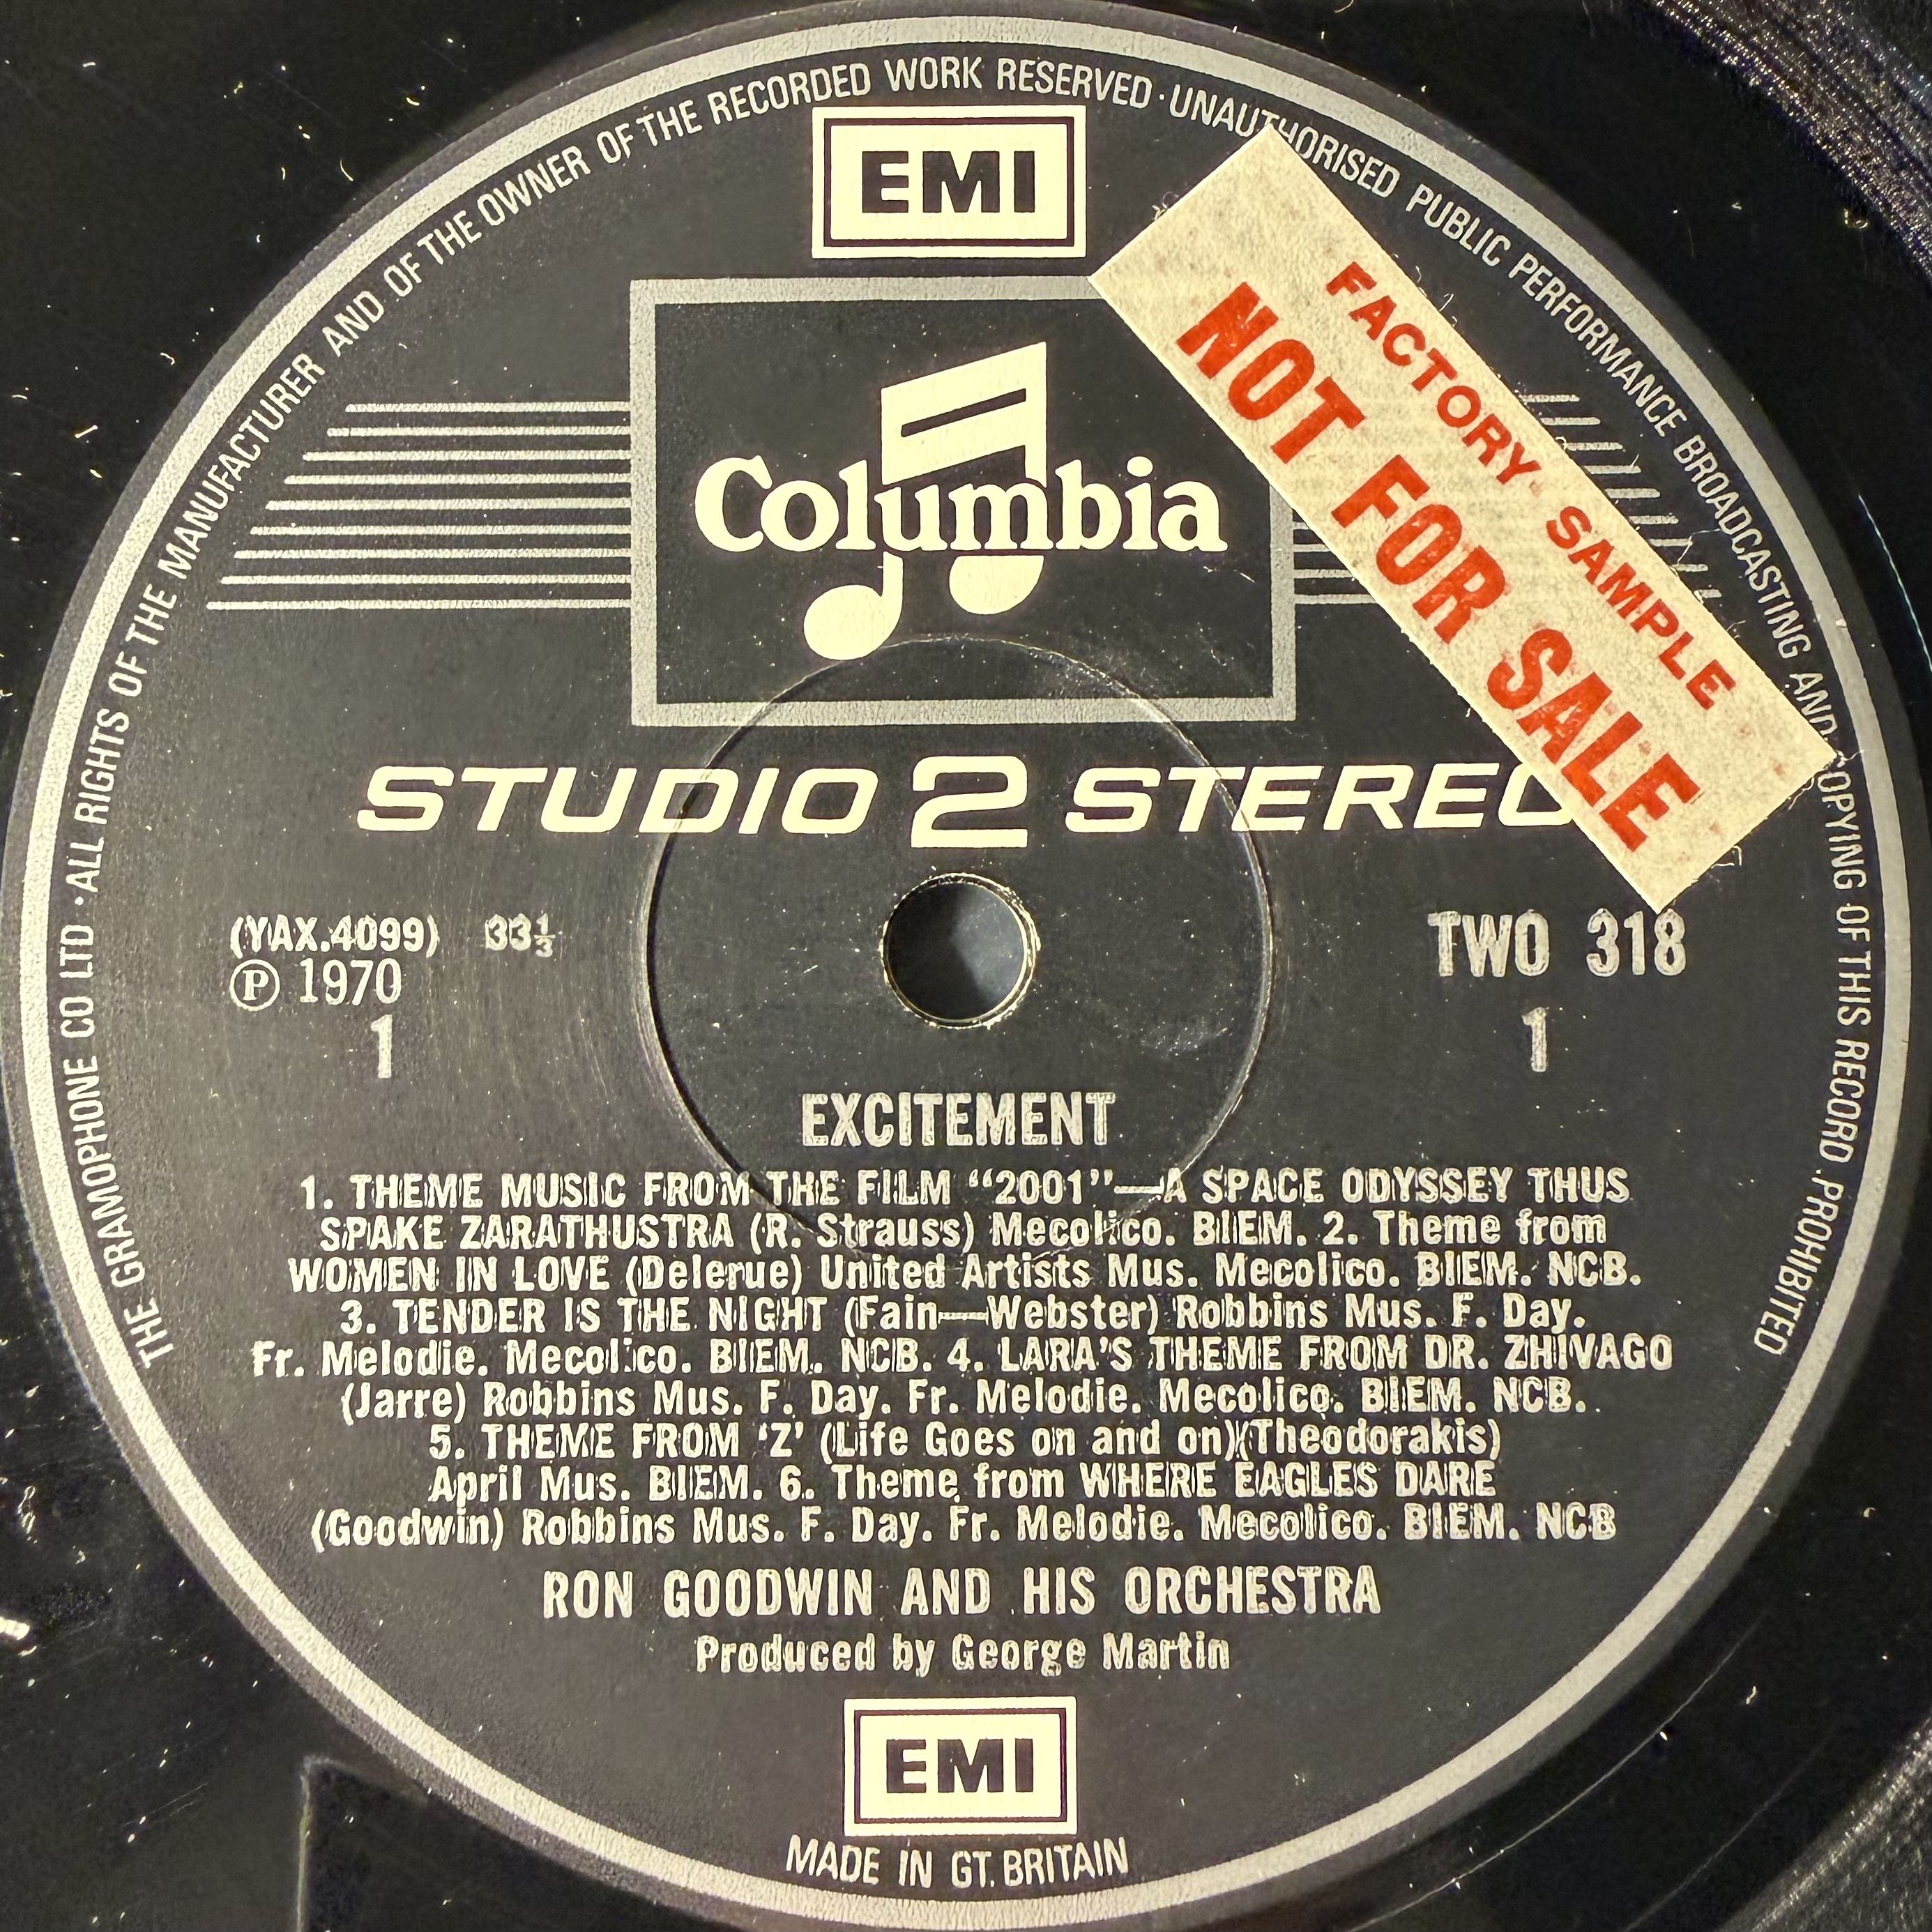 THE GRAMOPHONE CO LTD · ALL RIGHTS OF THE MANUFACTURER AND OF THE OWNER OF THE RECORDED WORK RESERVED · UNAUTHORISED PUBLIC PERFORMANCE BROADCASTING AND COPYING OF THIS RECORD PROHIBITED
EMI
FACTORY SAMPLE
NOT FOR SALE
Columbia
STUDIO 2 STEREO
(YAX.4099) 33⅓
Ⓟ 1970
1
TWO 318
1
EXCITEMENT
1. THEME MUSIC FROM THE FILM “2001”—A SPACE ODYSSEY THUS
SPAKE ZARATHUSTRA (R. Strauss) Mecolico. BIEM. 2. Theme from
WOMEN IN LOVE (Delerue) United Artists Mus. Mecolico. BIEM. NCB.
3. TENDER IS THE NIGHT (Fain—Webster) Robbins Mus. F. Day.
Fr. Melodie. Mecolico. BIEM. NCB. 4. LARA'S THEME FROM DR. ZHIVAGO
(Jarre) Robbins Mus. F. Day. Fr. Melodie. Mecolico. BIEM. NCB.
5. THEME FROM ‘Z’ (Life Goes on and on)(Theodorakis)
April Mus. BIEM. 6. Theme from WHERE EAGLES DARE
(Goodwin) Robbins Mus. F. Day. Fr. Melodie. Mecolico. BIEM. NCB
RON GOODWIN AND HIS ORCHESTRA
Produced by George Martin
EMI
MADE IN GT. BRITAIN